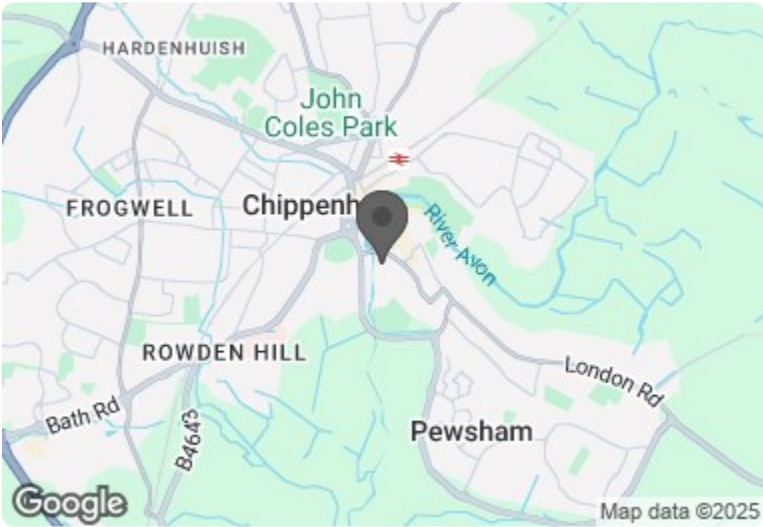 HARDENHUISH
John
Coles Park
FROGWELL
Chippenh
River Avon
ROWDEN HILL
London Rd
Bath Rd
B4643
Pewsham
Google
Map data ©2025